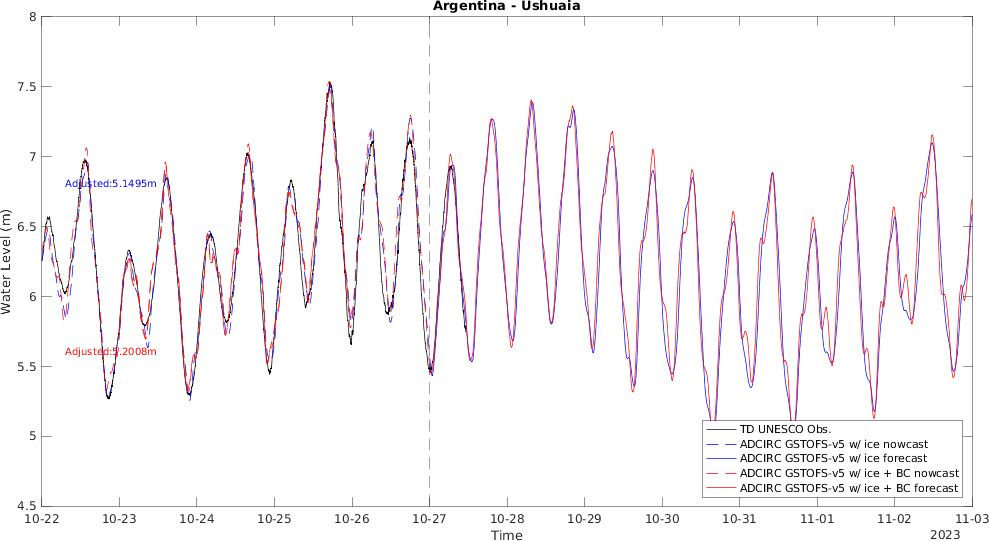 Argentina - Ushuaia
8
7.5
7
6.5
6
5.5
5
4.5
Water Level (m)
Adjusted:5.1495m
Adjusted:5.2008m
TD UNESCO Obs.
ADCIRC GSTOFS-v5 w/ ice nowcast
ADCIRC GSTOFS-v5 w/ ice forecast
ADCIRC GSTOFS-v5 w/ ice + BC nowcast
ADCIRC GSTOFS-v5 w/ ice + BC forecast
10-22 10-23 10-24 10-25 10-26 10-27 10-28 10-29 10-30 10-31 11-01 11-02 11-03
Time
2023